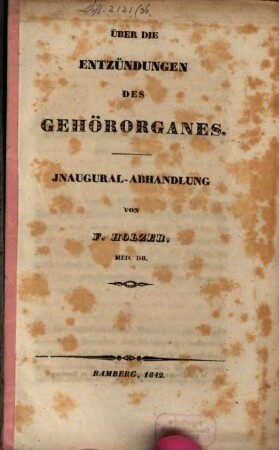 ÜBER DIE
ENTZÜNDUNGEN
DES
GEHÖRORGANES.
JNAUGURAL-ABHANDLUNG
VON
F. HOLZER.
MED. DR.
BAMBERG, 1842.